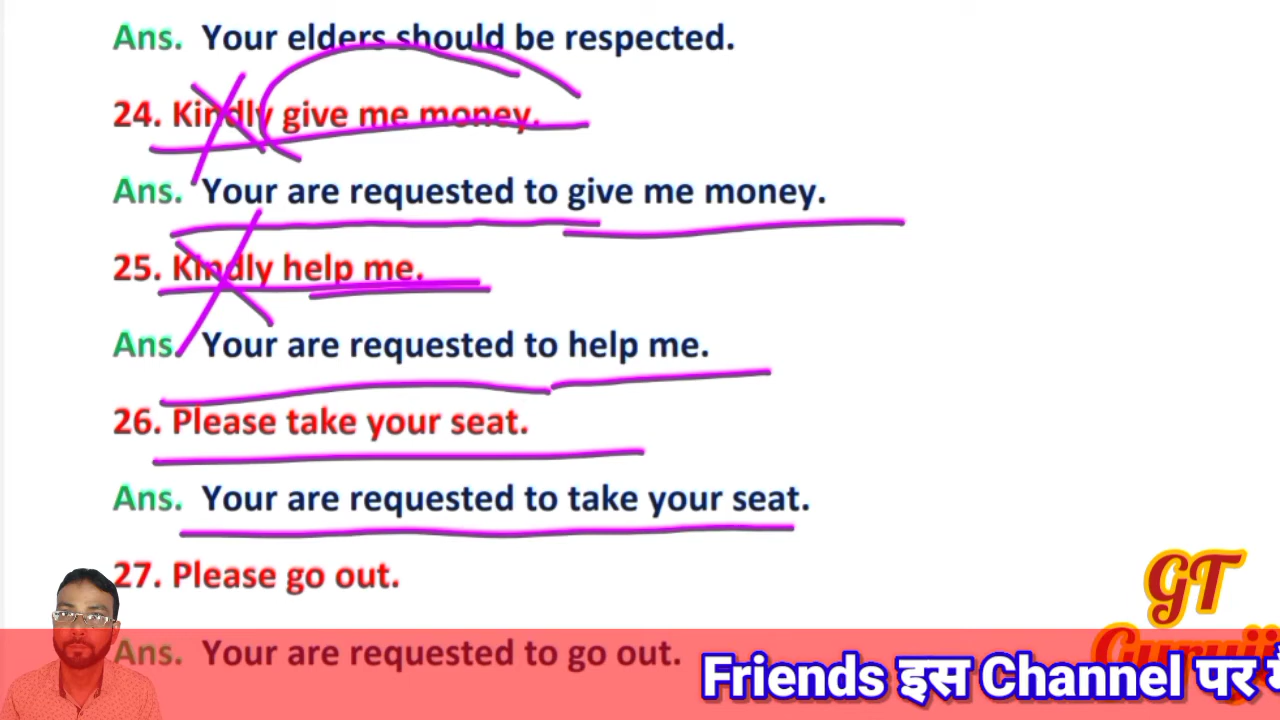 Ans. Your elders should be respected.
24. Kindly give me money.
Ans. Your are requested to give me money.
25. Kindly help me.
Ans. Your are requested to help me.
26. Please take your seat.
Ans. Your are requested to take your seat.
27. Please go out.
Ans. Your are requested to go out.
GT
Guruji
Friends इस Channel पर